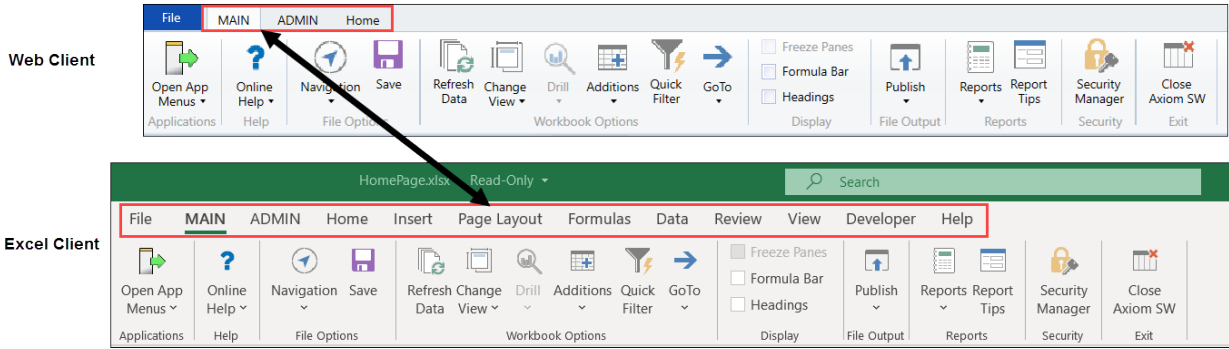 File MAIN ADMIN Home
Web Client
Open App Menus Online Help Navigation Save Refresh Data Change View Drill Additions Quick Filter GoTo Freeze Panes Formula Bar Headings Publish Reports Report Tips Security Manager Close Axiom SW
Applications Help File Options Workbook Options Display File Output Reports Security Exit
HomePage.xlsx Read-Only Search
File MAIN ADMIN Home Insert Page Layout Formulas Data Review View Developer Help
Excel Client
Open App Menus Online Help Navigation Save Refresh Data Change View Drill Additions Quick Filter GoTo Freeze Panes Formula Bar Headings Publish Reports Report Tips Security Manager Close Axiom SW
Applications Help File Options Workbook Options Display File Output Reports Security Exit